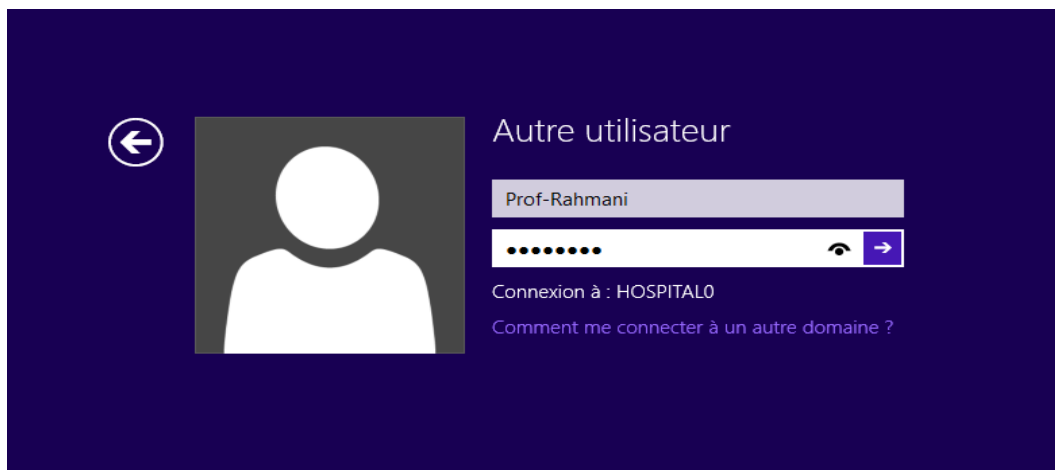 Autre utilisateur
Prof-Rahmani
••••••••
Connexion à : HOSPITAL0
Comment me connecter à un autre domaine ?